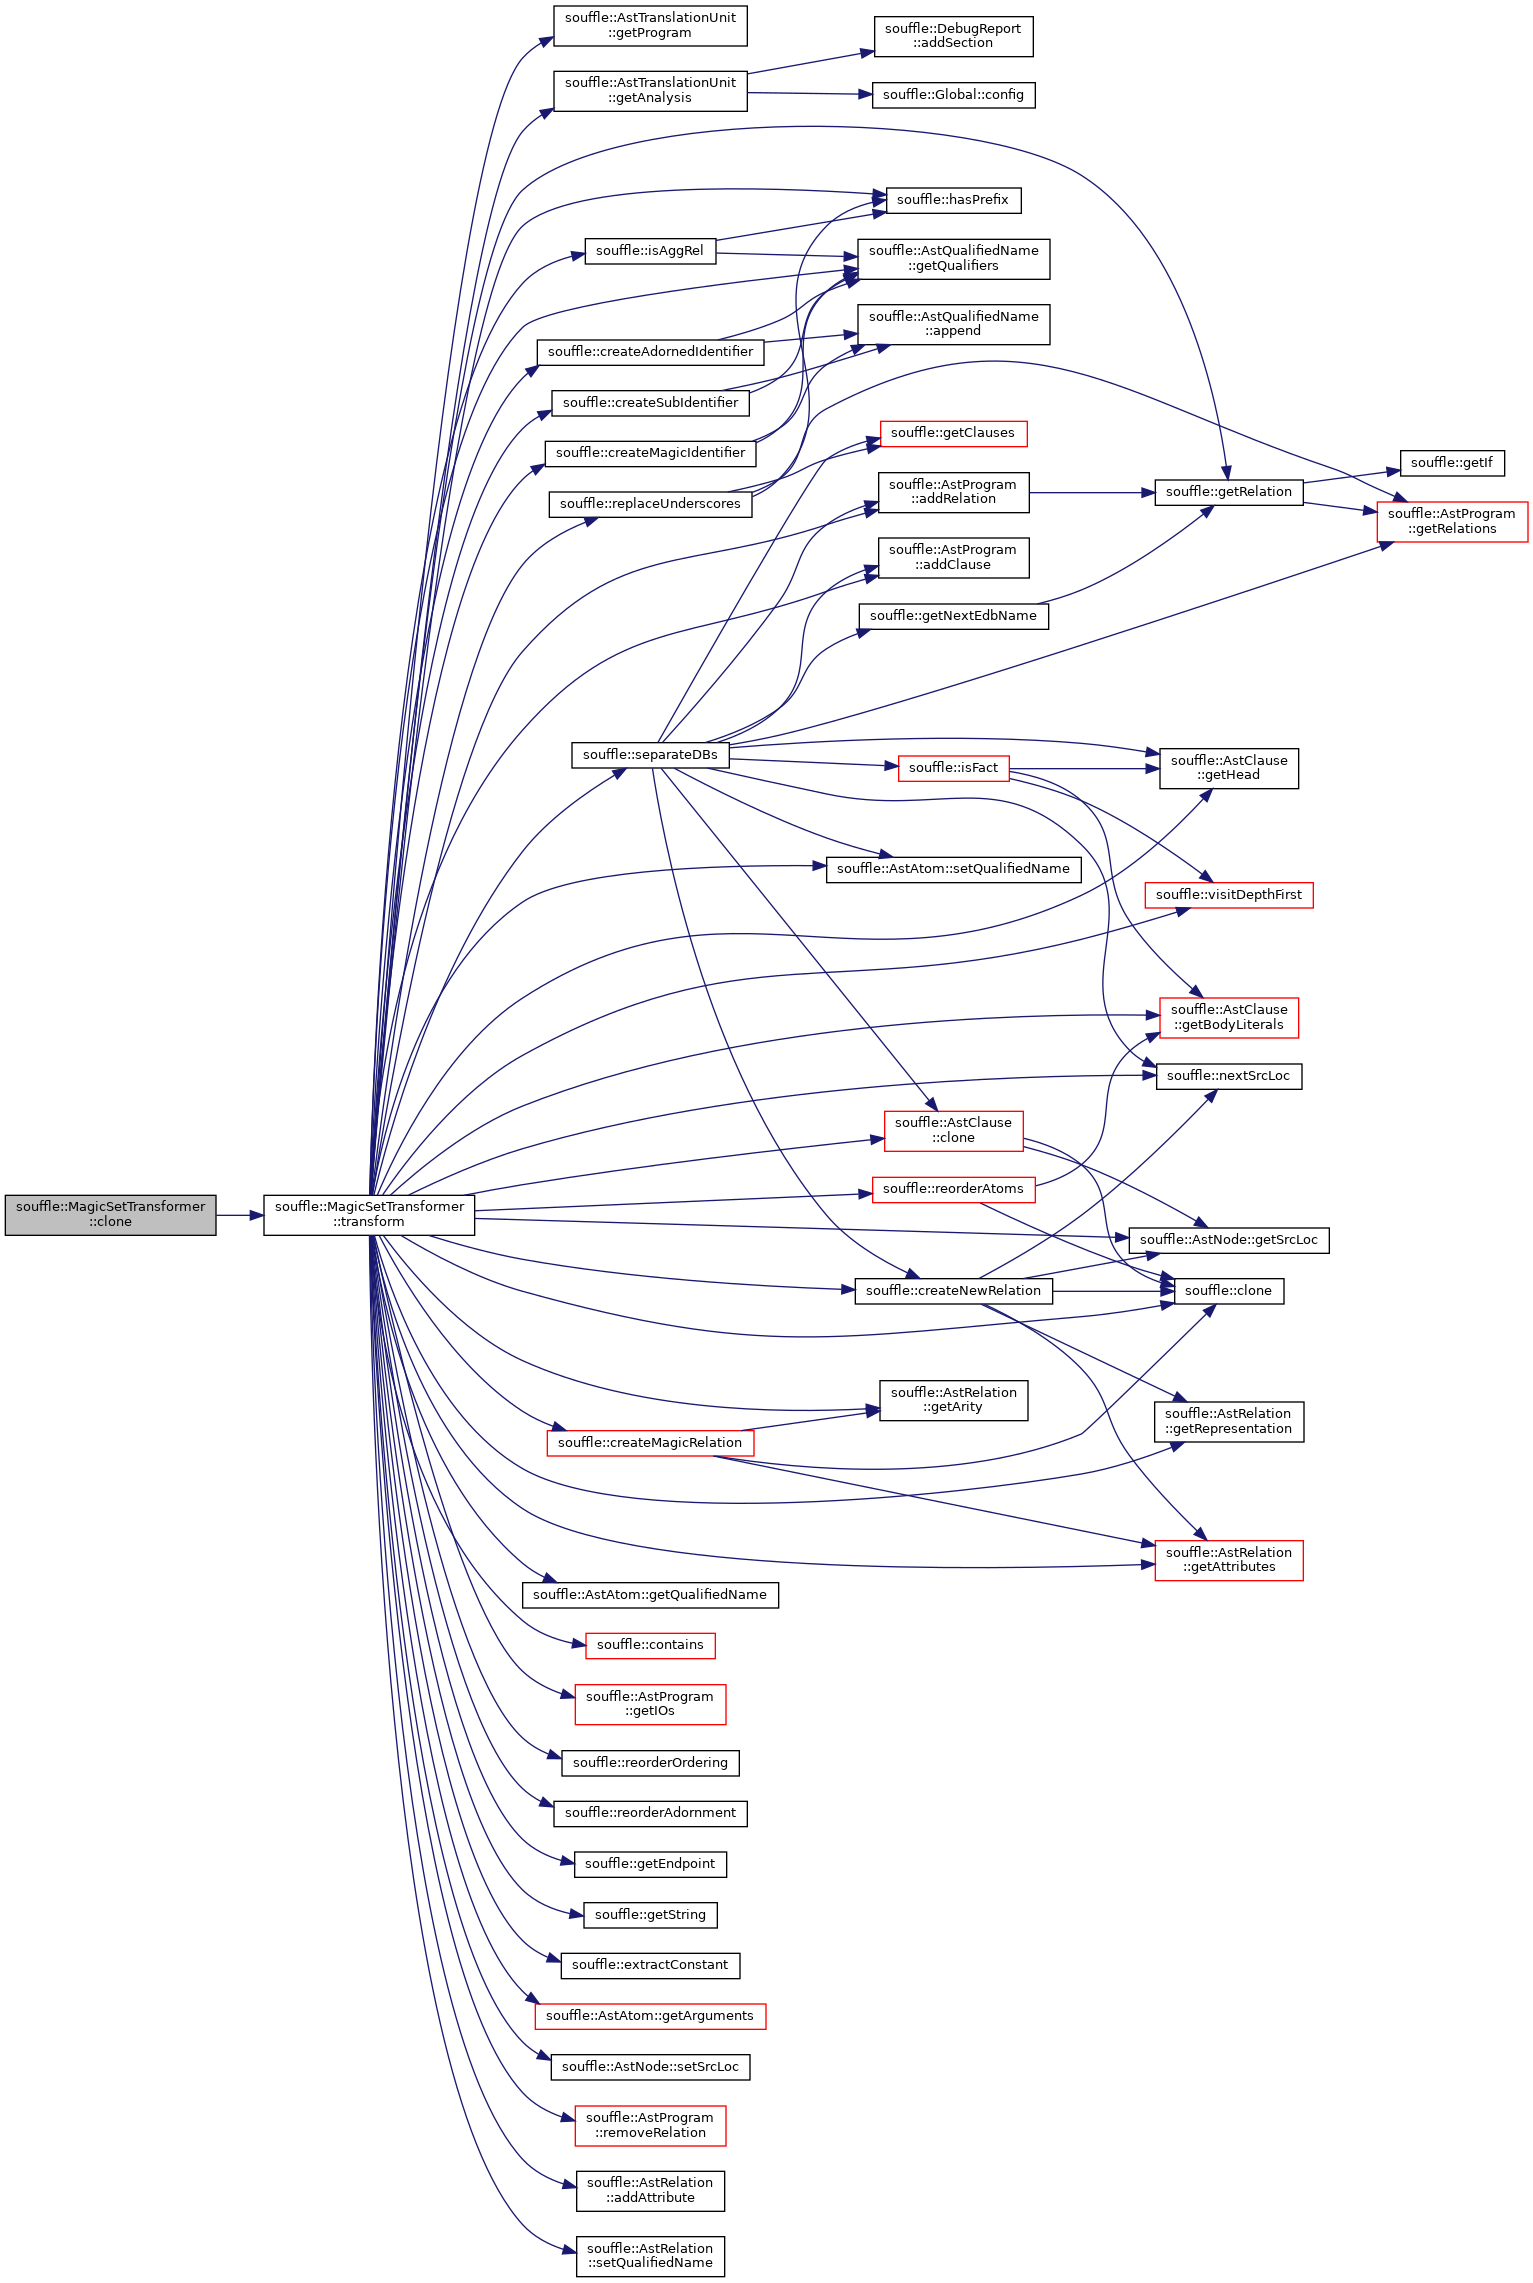 souffle::AstTranslationUnit
::getProgram
souffle::DebugReport
::addSection
souffle::AstTranslationUnit
::getAnalysis
souffle::Global::config
souffle::hasPrefix
souffle::isAggRel
souffle::AstQualifiedName
::getQualifiers
souffle::AstQualifiedName
::append
souffle::createAdornedIdentifier
souffle::createSubIdentifier
souffle::getClauses
souffle::createMagicIdentifier
souffle::getIf
souffle::AstProgram
::addRelation
souffle::getRelation
souffle::replaceUnderscores
souffle::AstProgram
::getRelations
souffle::AstProgram
::addClause
souffle::getNextEdbName
souffle::separateDBs
souffle::isFact
souffle::AstClause
::getHead
souffle::AstAtom::setQualifiedName
souffle::visitDepthFirst
souffle::AstClause
::getBodyLiterals
souffle::nextSrcLoc
souffle::AstClause
::clone
souffle::reorderAtoms
souffle::MagicSetTransformer
::clone
souffle::MagicSetTransformer
::transform
souffle::AstNode::getSrcLoc
souffle::createNewRelation
souffle::clone
souffle::AstRelation
::getArity
souffle::AstRelation
::getRepresentation
souffle::createMagicRelation
souffle::AstRelation
::getAttributes
souffle::AstAtom::getQualifiedName
souffle::contains
souffle::AstProgram
::getIOs
souffle::reorderOrdering
souffle::reorderAdornment
souffle::getEndpoint
souffle::getString
souffle::extractConstant
souffle::AstAtom::getArguments
souffle::AstNode::setSrcLoc
souffle::AstProgram
::removeRelation
souffle::AstRelation
::addAttribute
souffle::AstRelation
::setQualifiedName